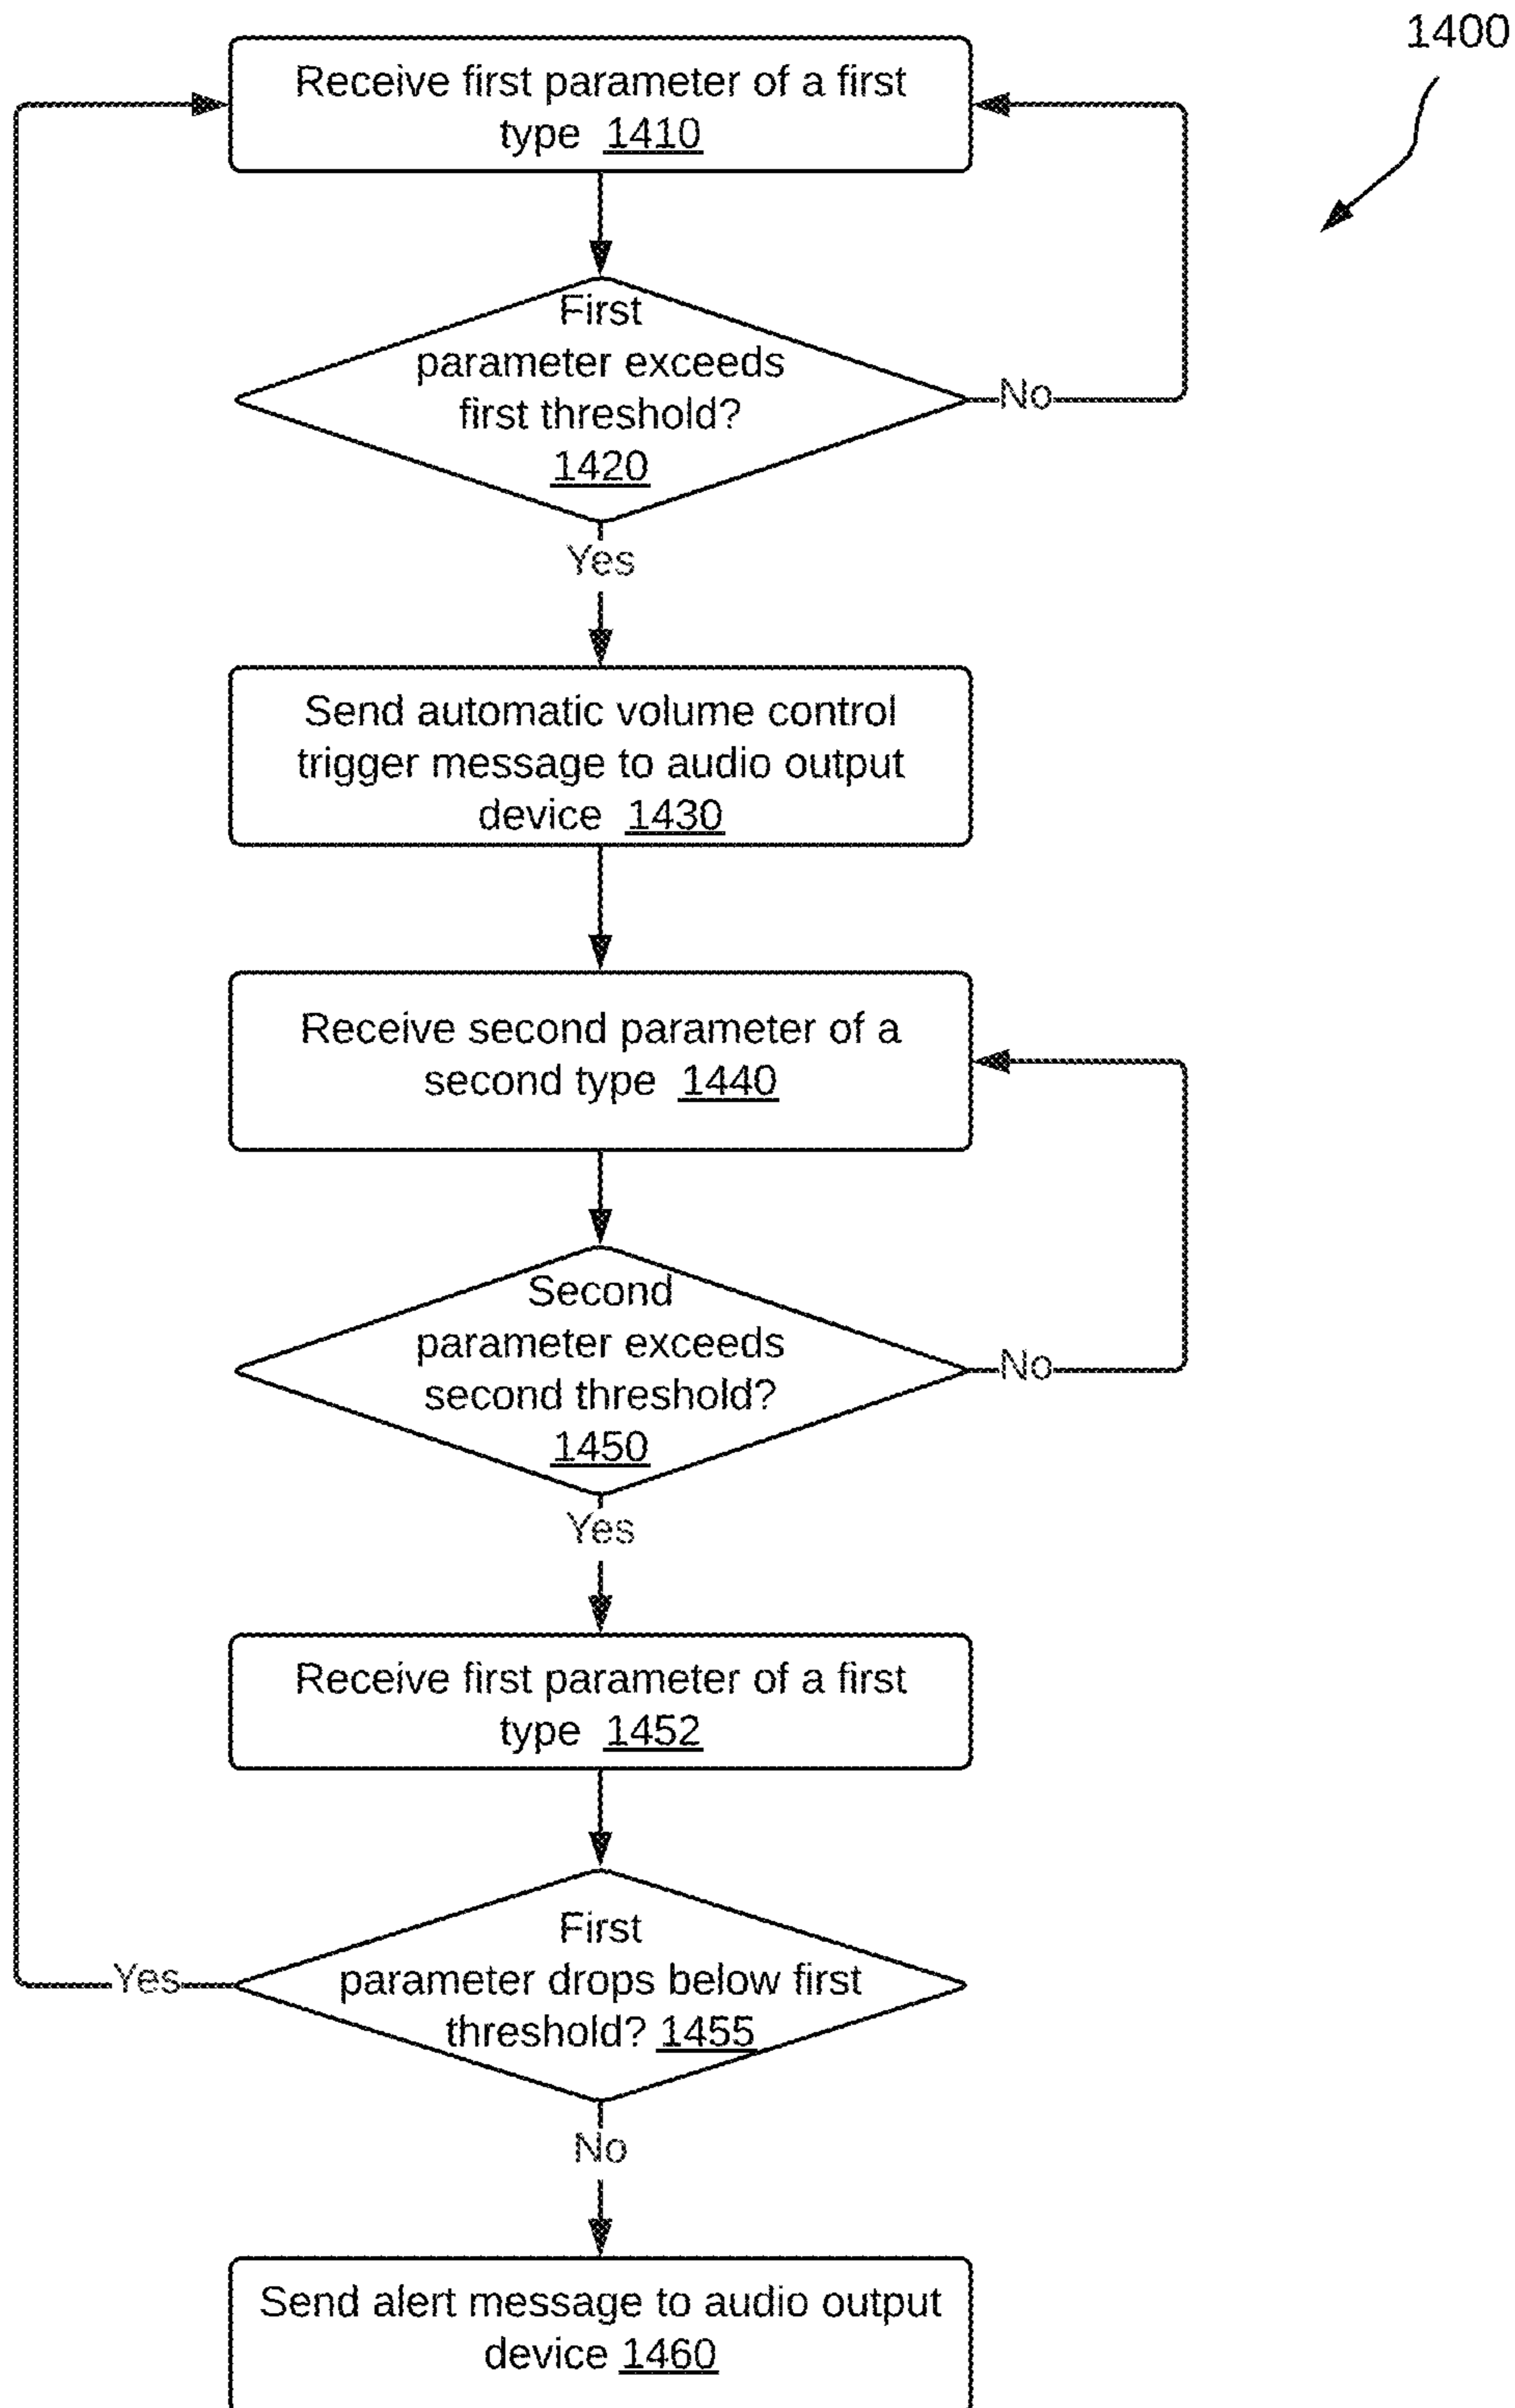 1400
Receive first parameter of a first
type 1410
First
parameter exceeds
first threshold?
1420
No
Yes
Send automatic volume control
trigger message to audio output
device 1430
Receive second parameter of a
second type 1440
Second
parameter exceeds
second threshold?
1450
No
Yes
Receive first parameter of a first
type 1452
First
parameter drops below first
threshold? 1455
Yes
No
Send alert message to audio output
device 1460